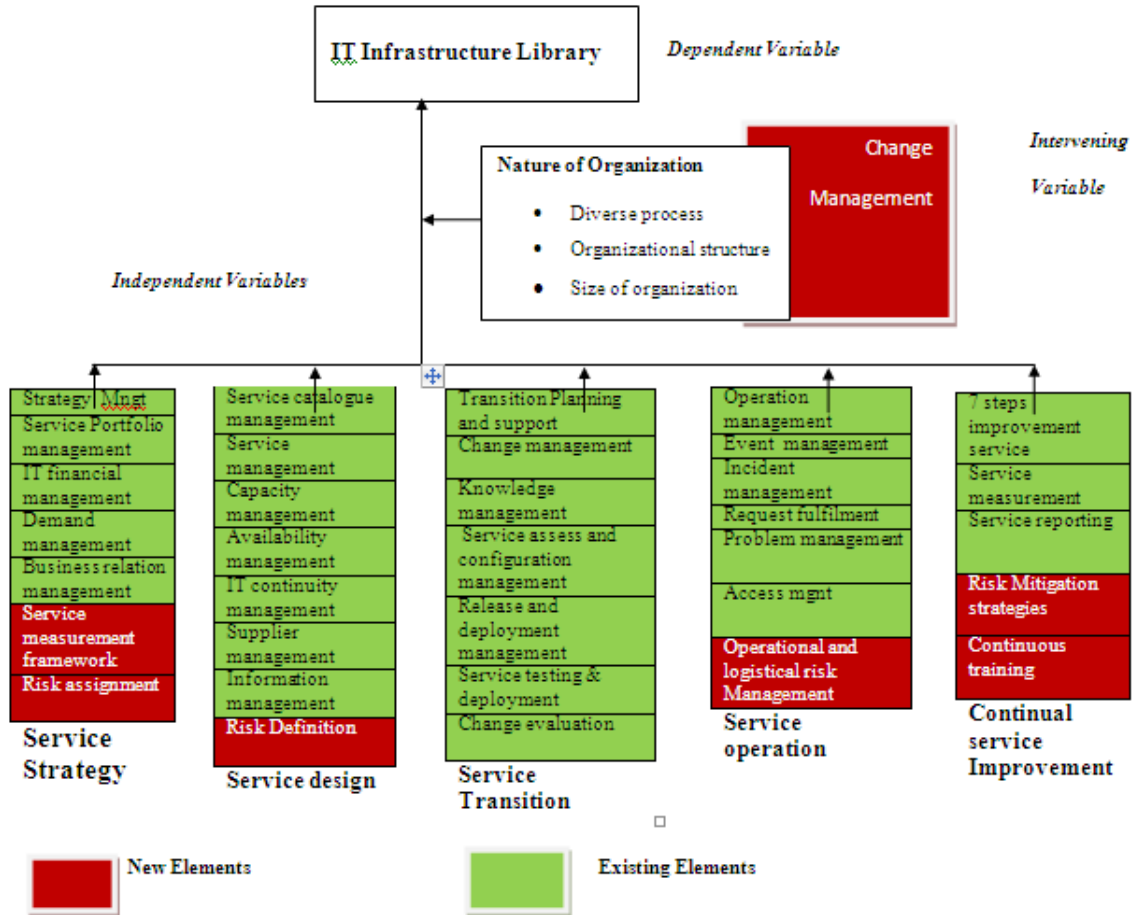 IT Infrastructure Library
Dependent Variable
Change
Management
Intervening
Variable
Nature of Organization
• Diverse process
• Organizational structure
• Size of organization
Independent Variables
Strategy Mngt
Service Portfolio
management
IT financial
management
Demand
management
Business relation
management
Service
measurement
framework
Risk assignment
Service
Strategy
Service catalogue
management
Service
management
Capacity
management
Availability
management
IT continuity
management
Supplier
management
Information
management
Risk Definition
Service design
Transition Planning
and support
Change management
Knowledge
management
Service assess and
configuration
management
Release and
deployment
management
Service testing &
deployment
Change evaluation
Service
Transition
Operation
management
Event management
Incident
management
Request fulfilment
Problem management
Access mgnt
Operational and
logistical risk
Management
Service
operation
7 steps
improvement
service
Service
measurement
Service reporting
Risk Mitigation
strategies
Continuous
training
Continual
service
Improvement
New Elements
Existing Elements